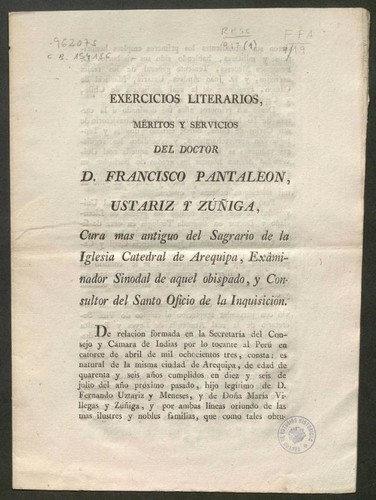 962073
EXERCICIOS LITERARIOS,
MÉRITOS Y SERVICIOS
DEL DOCTOR
D. FRANCISCO PANTALEON,
USTARIZ Y ZÚÑIGA,
Cura mas antiguo del Sagrario de la
Iglesia Catedral de Arequipa, Exâmi-
nador Sinodal de aquel obispado, y Con-
sultor del Santo Oficio de la Inquisición.
De relacion formada en la Secretaría del Con-
sejo y Cámara de Indias por lo tocante al Perú en
catorce de abril de mil ochocientos tres, consta: es
natural de la misma ciudad de Arequipa, de edad de
quarenta y seis años cumplidos en diez y seis de
julio del año próximo pasado, hijo legítimo de D.
Fernando Uztariz y Meneses, y de Doña María Vi-
llegas y Zúñiga, y por ambas líneas oriundo de las
mas ilustres y nobles familias, que como tales obtu-